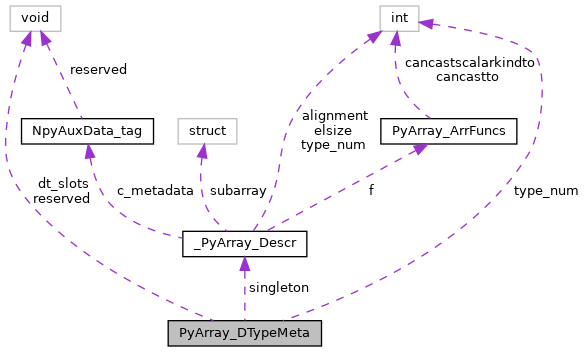 void
int
reserved
cancastscalarkindto
cancastto
alignment
elsize
type_num
NpyAuxData_tag
struct
PyArray_ArrFuncs
dt_slots
reserved
c_metadata
subarray
f
type_num
_PyArray_Descr
singleton
PyArray_DTypeMeta